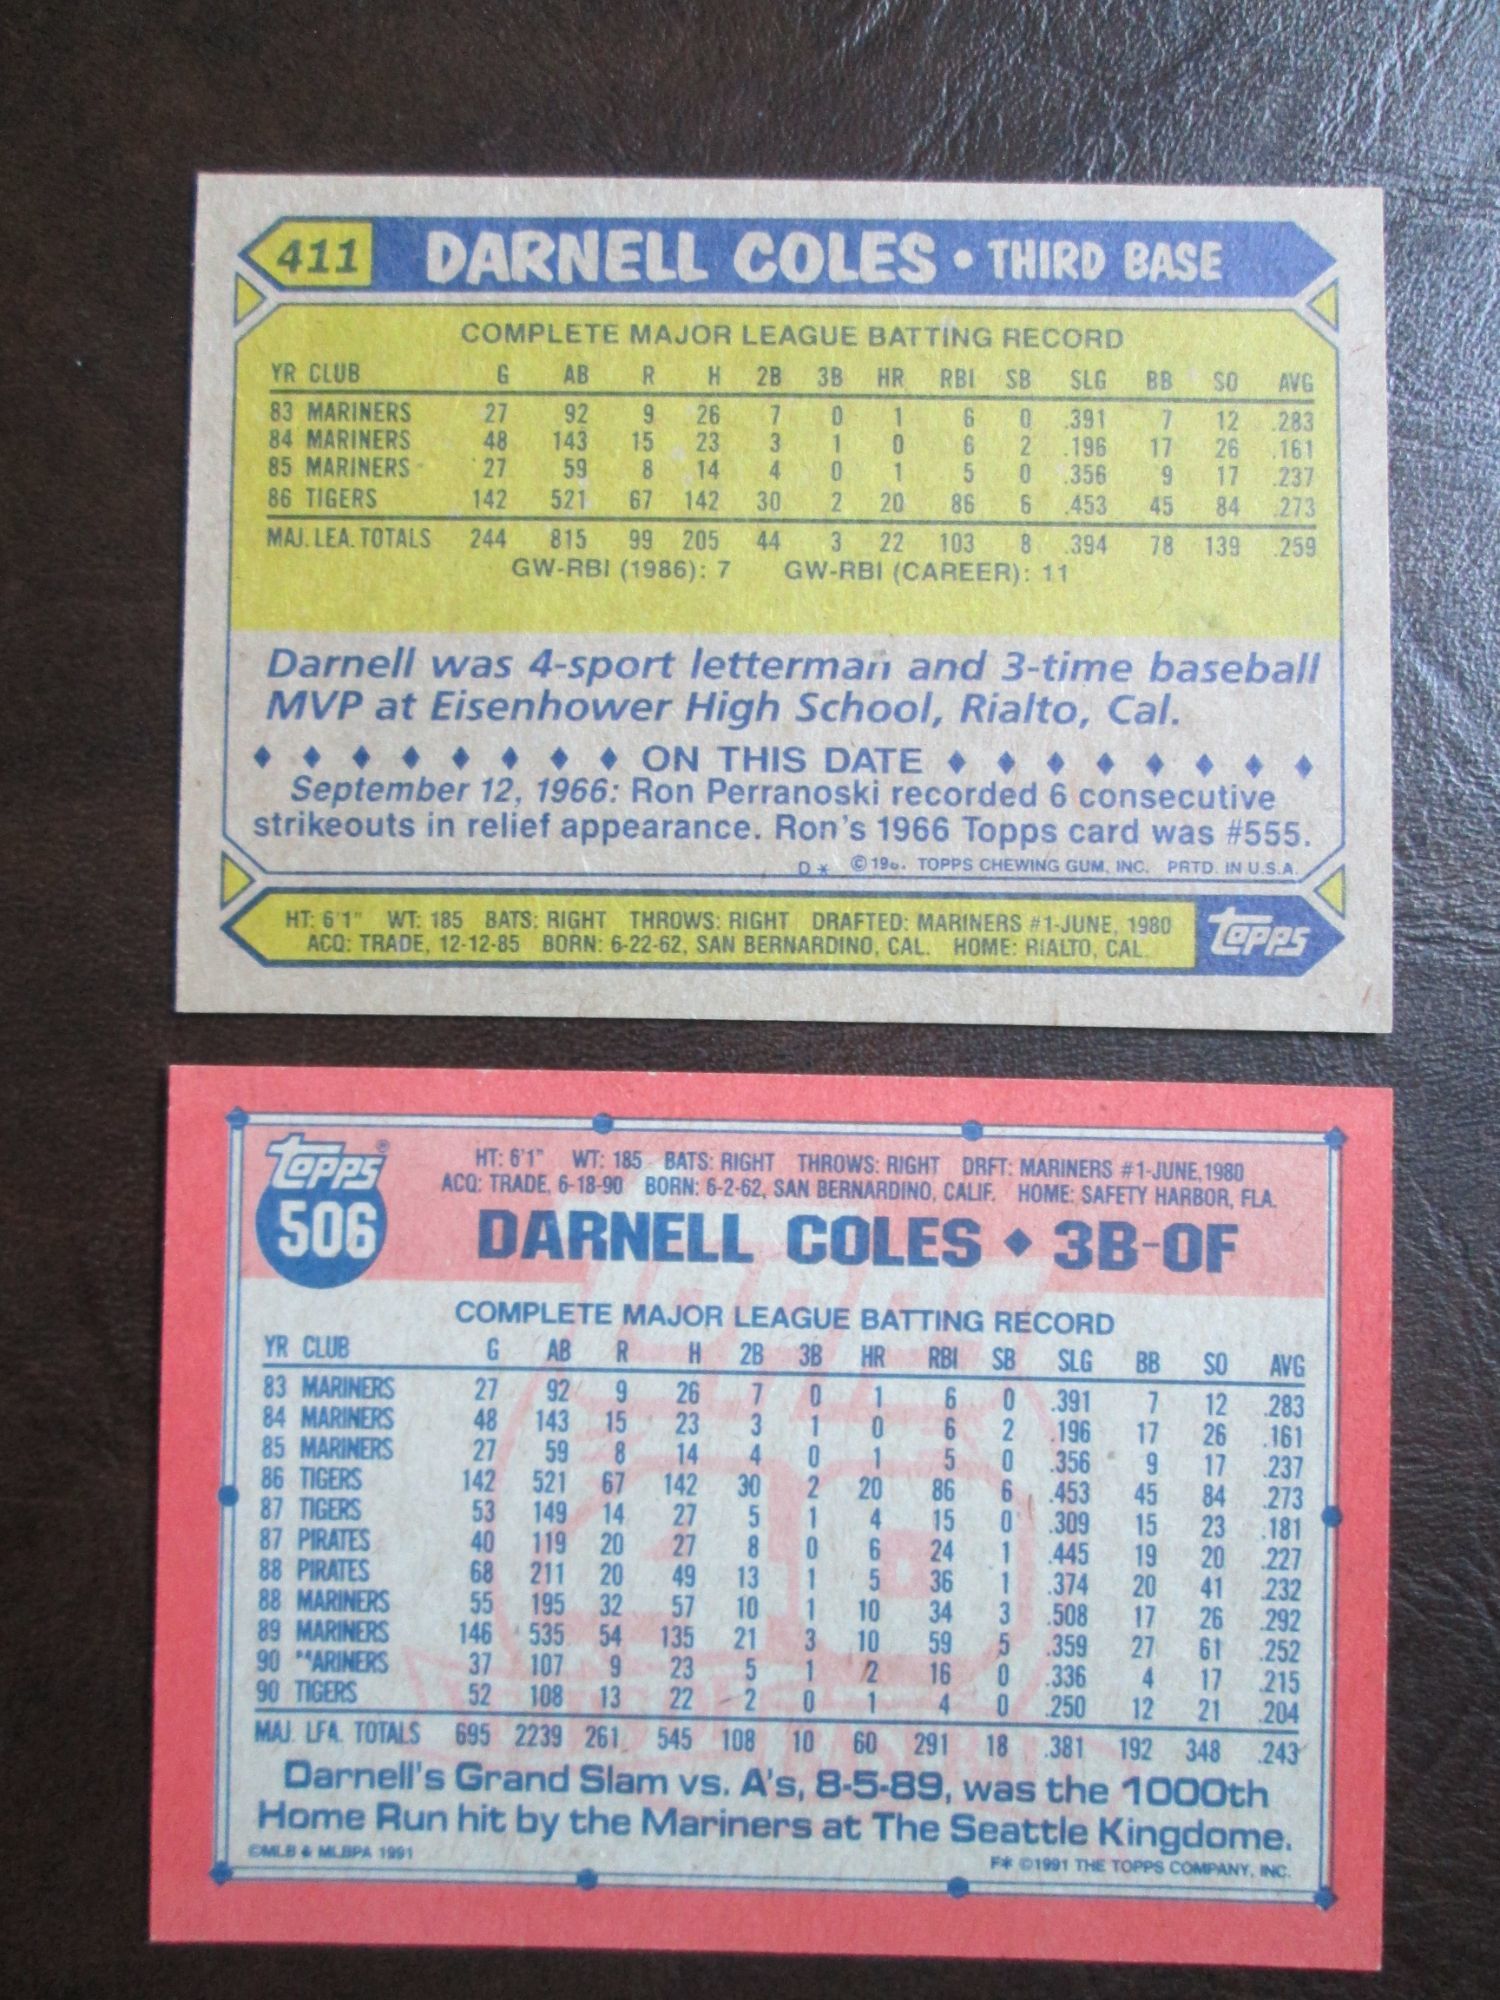 411 DARNELL COLES • THIRD BASE
COMPLETE MAJOR LEAGUE BATTING RECORD
YR CLUB G AB R H 2B 3B HR RBI SB SLG BB SO AVG
83 MARINERS 27 92 9 26 7 0 1 6 0 .391 7 12 .283
84 MARINERS 48 143 15 23 3 1 0 6 2 .196 17 26 .161
85 MARINERS 27 59 8 14 4 0 1 5 0 .356 9 17 .237
86 TIGERS 142 521 67 142 30 2 20 86 6 .453 45 84 .273
MAJ. LEA. TOTALS 244 815 99 205 44 3 22 103 8 .394 78 139 .259
GW-RBI (1986): 7 GW-RBI (CAREER): 11
Darnell was 4-sport letterman and 3-time baseball
MVP at Eisenhower High School, Rialto, Cal.
♦ ♦ ♦ ♦ ♦ ♦ ♦ ♦ ON THIS DATE ♦ ♦ ♦ ♦ ♦ ♦ ♦ ♦
September 12, 1966: Ron Perranoski recorded 6 consecutive
strikeouts in relief appearance. Ron's 1966 Topps card was #555.
D * © TOPPS CHEWING GUM, INC. PRTD. IN U.S.A.
HT: 6'1" WT: 185 BATS: RIGHT THROWS: RIGHT DRAFTED: MARINERS #1-JUNE, 1980
ACQ: TRADE, 12-12-85 BORN: 6-22-62, SAN BERNARDINO, CAL. HOME: RIALTO, CAL.
Topps
Topps®
506
HT: 6'1" WT: 185 BATS: RIGHT THROWS: RIGHT DRFT: MARINERS #1-JUNE, 1980
ACQ: TRADE, 6-18-90 BORN: 6-2-62, SAN BERNARDINO, CALIF. HOME: SAFETY HARBOR, FLA.
DARNELL COLES ♦ 3B-OF
COMPLETE MAJOR LEAGUE BATTING RECORD
YR CLUB G AB R H 2B 3B HR RBI SB SLG BB SO AVG
83 MARINERS 27 92 9 26 7 0 1 6 0 .391 7 12 .283
84 MARINERS 48 143 15 23 3 1 0 6 2 .196 17 26 .161
85 MARINERS 27 59 8 14 4 0 1 5 0 .356 9 17 .237
86 TIGERS 142 521 67 142 30 2 20 86 6 .453 45 84 .273
87 TIGERS 53 149 14 27 5 1 4 15 0 .309 15 23 .181
87 PIRATES 40 119 20 27 8 0 6 24 1 .445 19 20 .227
88 PIRATES 68 211 20 49 13 1 5 36 1 .374 20 41 .232
88 MARINERS 55 195 32 57 10 1 10 34 3 .508 17 26 .292
89 MARINERS 146 535 54 135 21 3 10 59 5 .359 27 61 .252
90 MARINERS 37 107 9 23 5 1 2 16 0 .336 4 17 .215
90 TIGERS 52 108 13 22 2 0 1 4 0 .250 12 21 .204
MAJ. LEA. TOTALS 695 2239 261 545 108 10 60 291 18 .381 192 348 .243
Darnell's Grand Slam vs. A's, 8-5-89, was the 1000th
Home Run hit by the Mariners at The Seattle Kingdome.
©MLB & MLBPA 1991
F* ©1991 THE TOPPS COMPANY, INC.